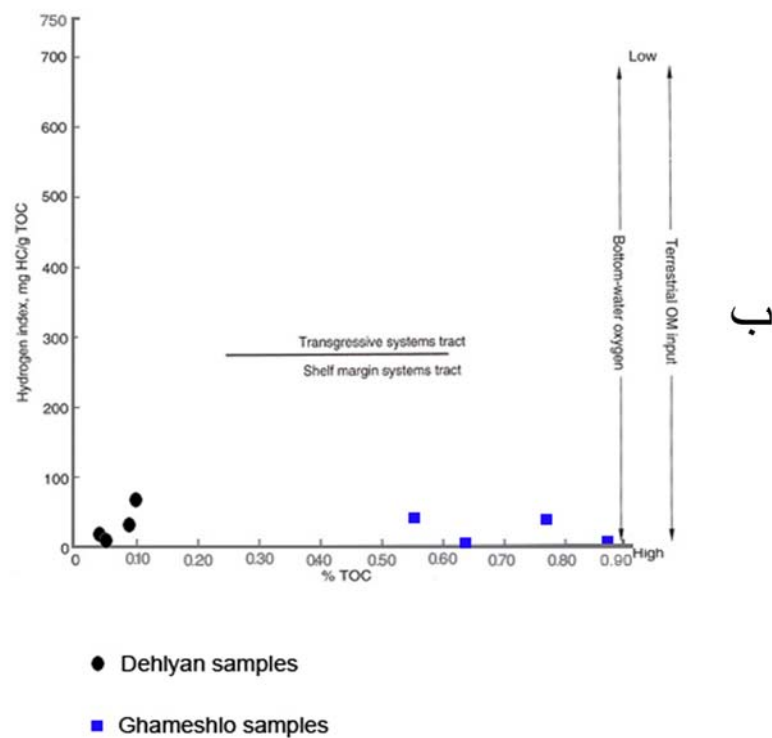 750
700
600
500
400
300
200
100
0
Hydrogen index, mg HC/g TOC
Transgressive systems tract
Shelf margin systems tract
Low
Bottom-water oxygen
Terrestrial OM input
High
0 0.10 0.20 0.30 040 0.50 0.60 0.70 0.80 0.90
% TOC
Dehlyan samples
Ghameshlo samples